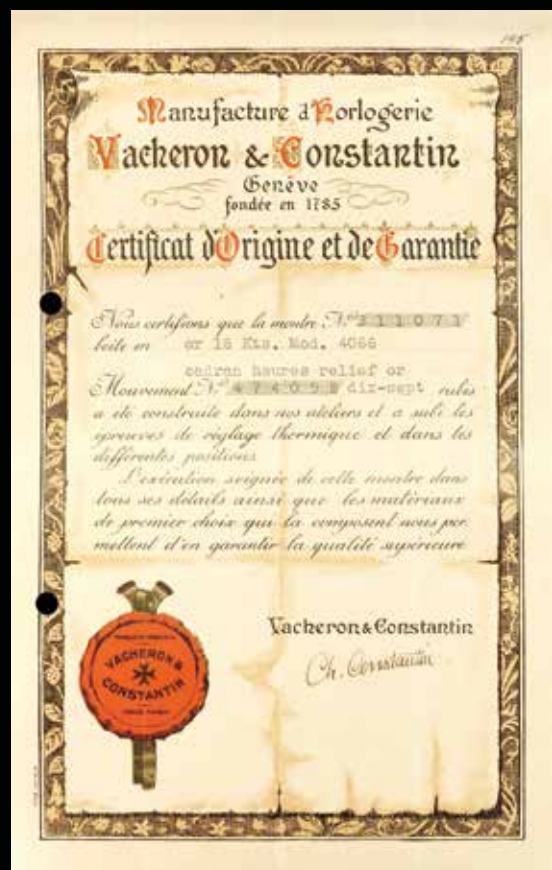 Manufacture d'Horlogerie
Vacheron & Constantin
Genève
fondée en 1785
Certificat d'Origine et de Garantie
Nous certifions que la montre N° 311071
boîte en or 18 Kts. Mod. 4066
cadran heures relief or
Mouvement N° dix-sept rubis
a été construite dans nos ateliers et a subi les
épreuves de réglage thermique et dans les
différentes positions
L'exécution soignée de cette montre dans
tous ses détails ainsi que les matériaux
de premier choix qui la composent nous per
mettent d'en garantir la qualité supérieure
Vacheron & Constantin
Ch. Constantin
VACHERON &
CONSTANTIN